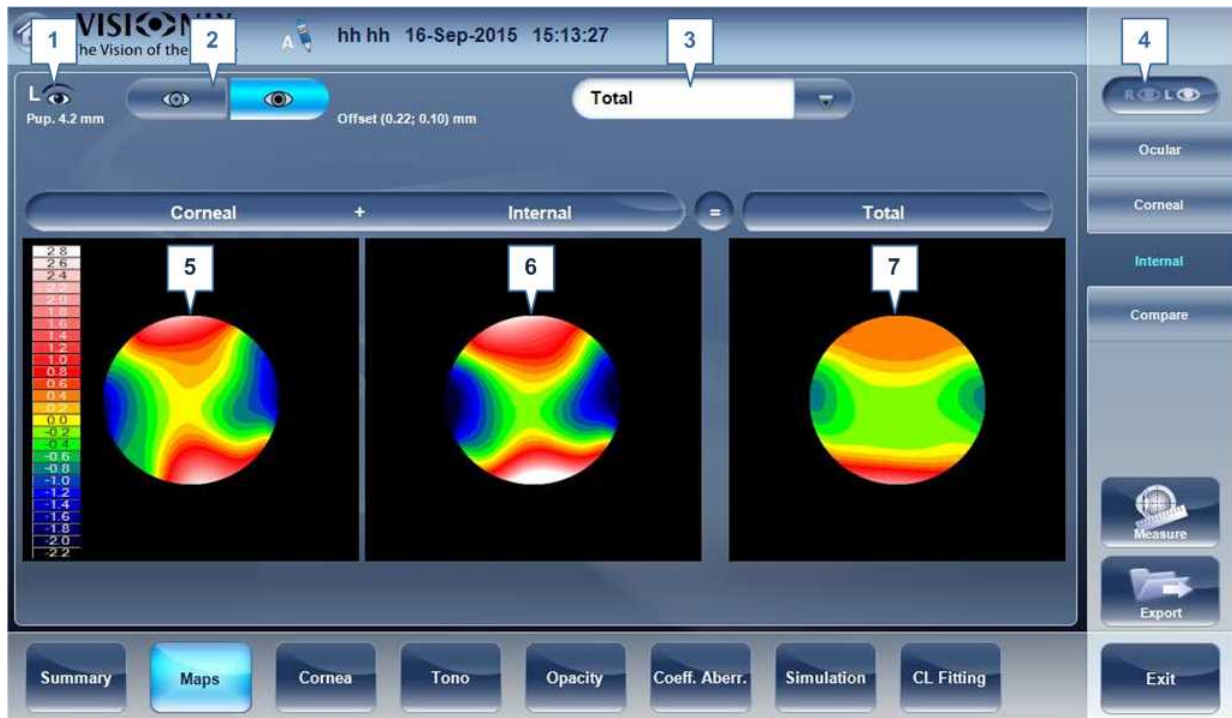 VISIONIX
The Vision of the
hh hh 16-Sep-2015 15:13:27
1
2
3
4
L
Pup. 4.2 mm
Offset (0.22; 0.10) mm
Total
R L
Ocular
Corneal
Internal
Compare
Corneal + Internal = Total
5
6
7
2.8
2.6
2.4
2.2
2.0
1.8
1.6
1.4
1.2
1.0
0.8
0.6
0.4
0.2
0.0
-0.2
-0.4
-0.6
-0.8
-1.0
-1.2
-1.4
-1.6
-1.8
-2.0
-2.2
Measure
Export
Summary
Maps
Cornea
Tono
Opacity
Coeff. Aberr.
Simulation
CL Fitting
Exit